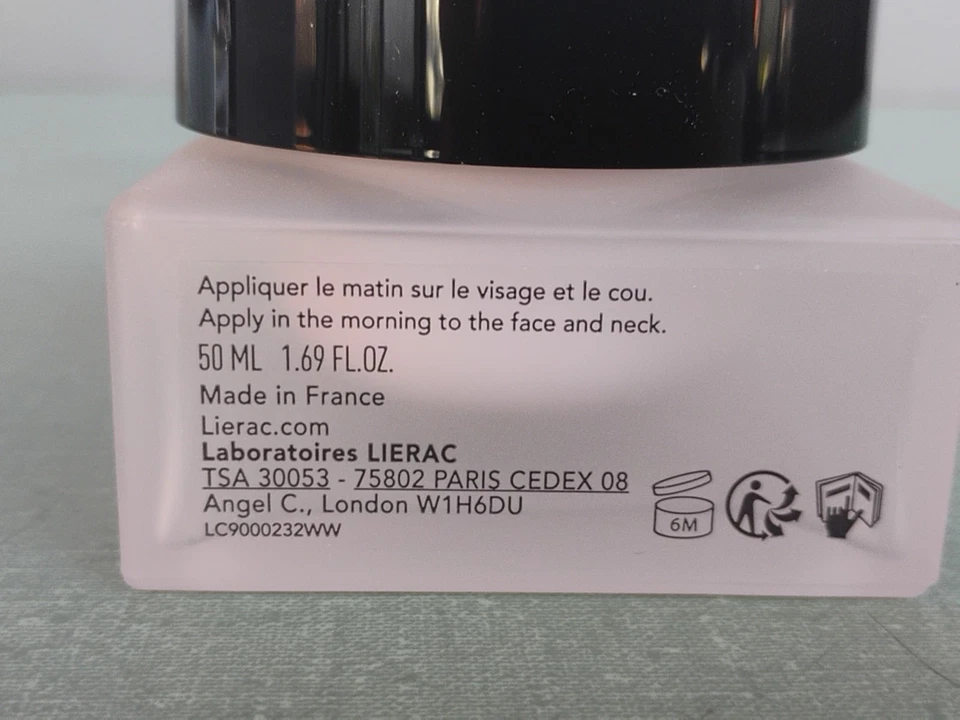 Appliquer le matin sur le visage et le cou.
Apply in the morning to the face and neck.
50 ML 1.69 FL.OZ.
Made in France
Lierac.com
Laboratoires LIERAC
TSA 30053 - 75802 PARIS CEDEX 08
Angel C., London W1H6DU
LC9000232WW
6M